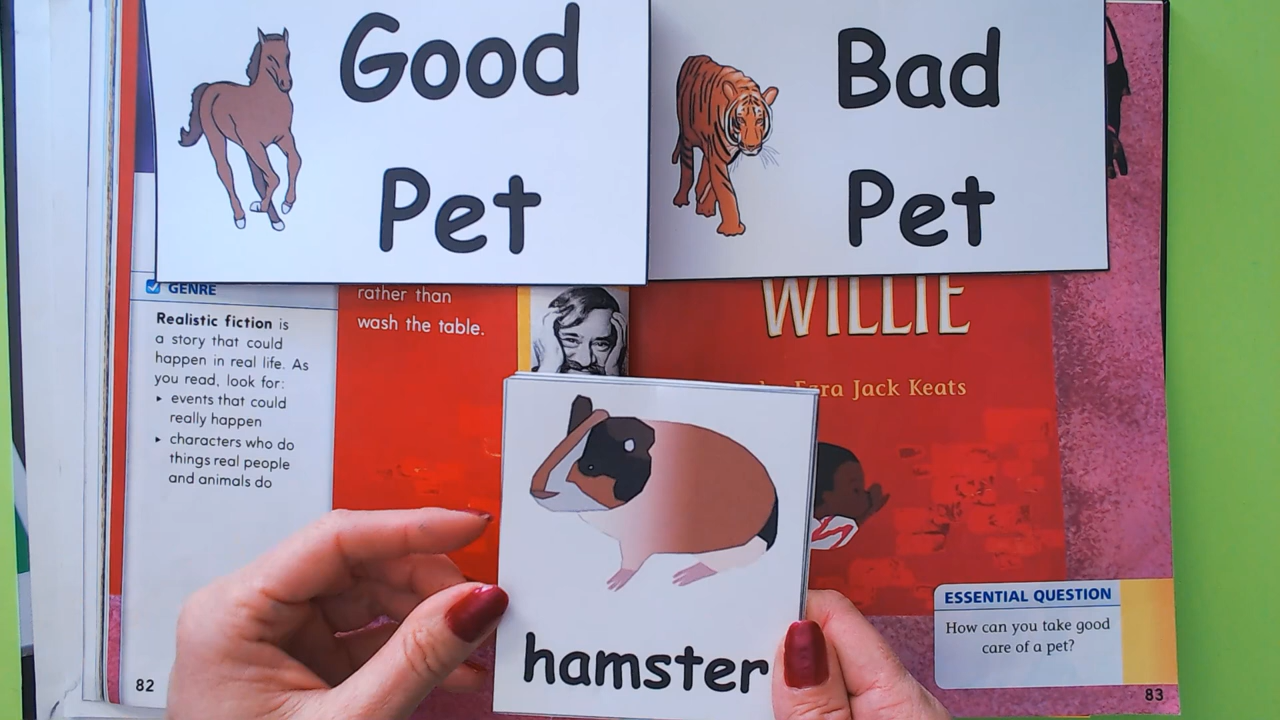 Good
Pet
Bad
Pet
GENRE
Realistic fiction is
a story that could
happen in real life. As
you read, look for:
▸ events that could
really happen
▸ characters who do
things real people
and animals do
82
rather than
wash the table.
WILLIE
Ezra Jack Keats
hamster
ESSENTIAL QUESTION
How can you take good
care of a pet?
83